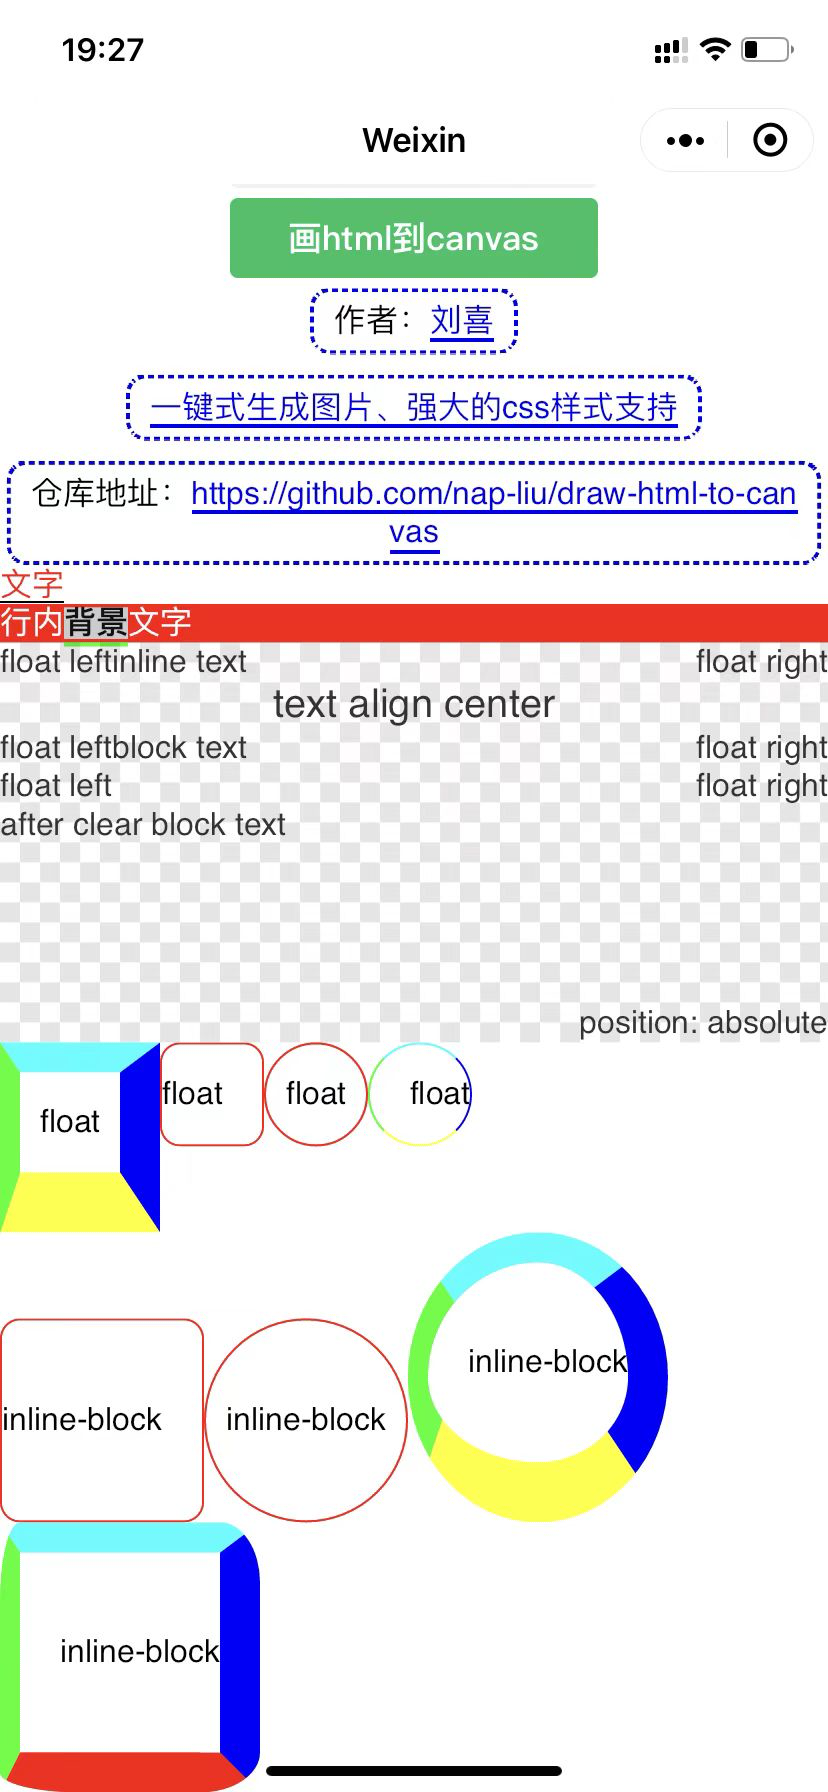 19:27
Weixin
画html到canvas
作者：刘喜
一键式生成图片、强大的css样式支持
仓库地址：https://github.com/nap-liu/draw-html-to-can
vas
文字
行内背景文字
float leftinline text float right
text align center
float leftblock text float right
float left float right
after clear block text
position: absolute
float float float float
inline-block inline-block inline-block
inline-block